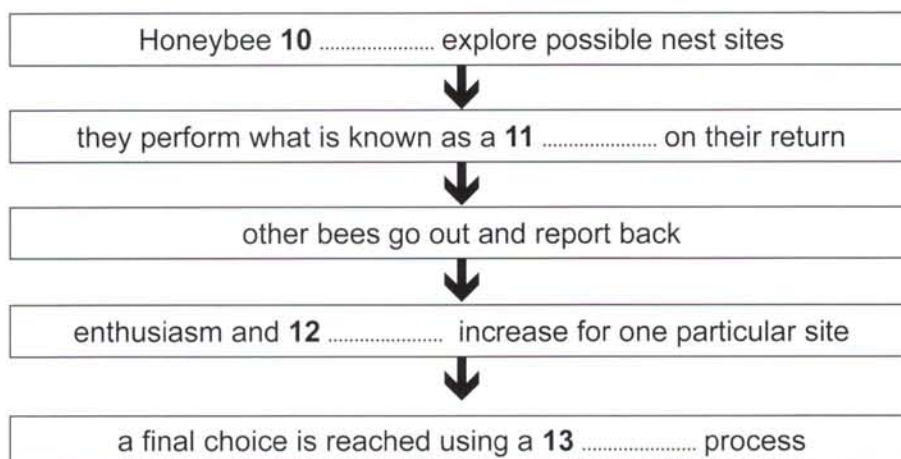 Honeybee 10 ...................... explore possible nest sites
they perform what is known as a 11 ...................... on their return
other bees go out and report back
enthusiasm and 12 ...................... increase for one particular site
a final choice is reached using a 13 ...................... process